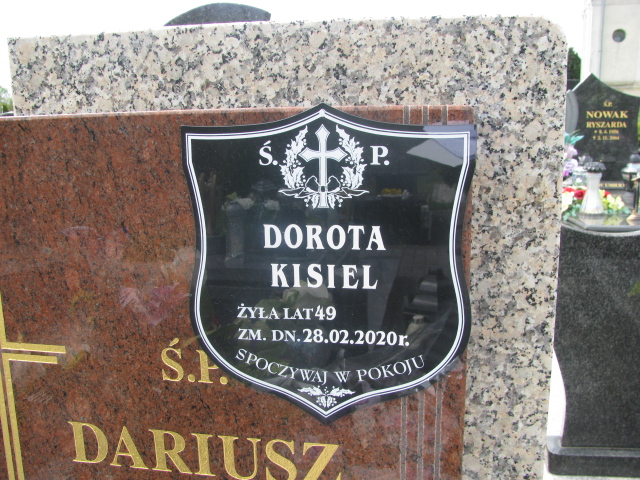 Ś. P.
DOROTA
KISIEL
ŻYŁA LAT 49
ZM. DN. 28.02.2020r.
SPOCZYWAJ W POKOJU
Ś.P.
DARIUSZ
Ś.P.
NOWAK
RYSZARDA